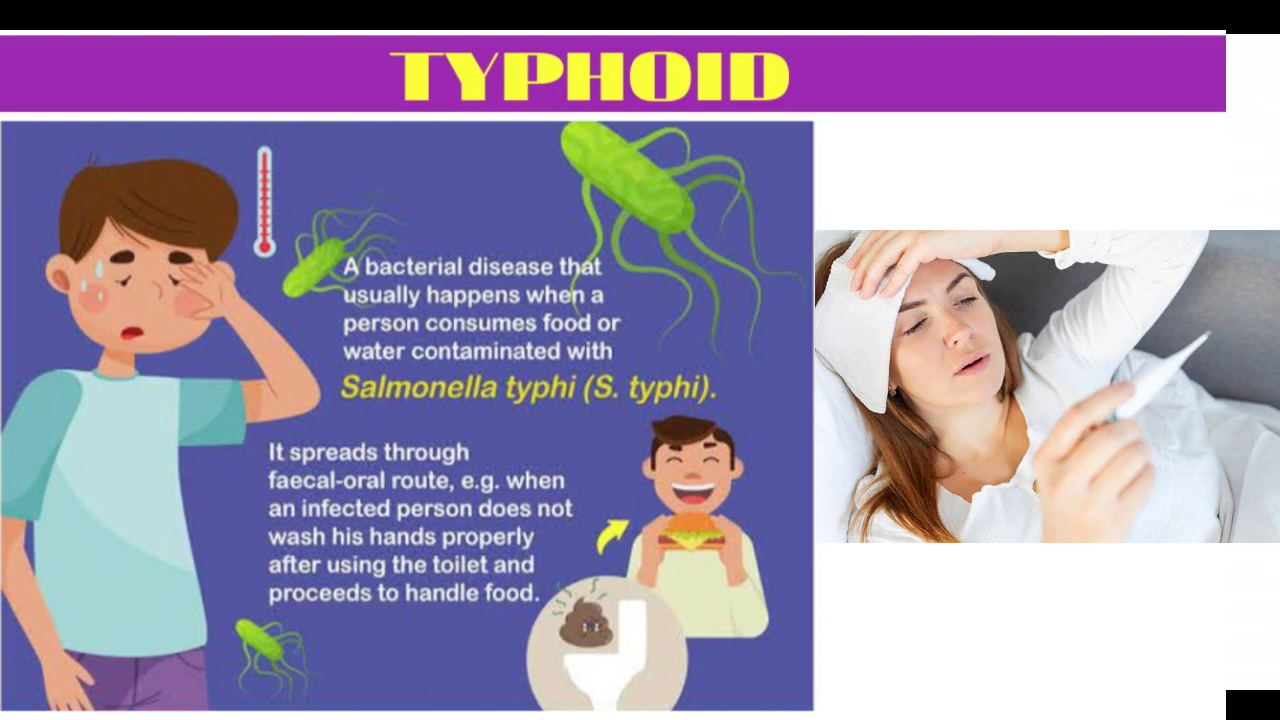 TYPHOID
A bacterial disease that
usually happens when a
person consumes food or
water contaminated with
Salmonella typhi (S. typhi).
It spreads through
faecal-oral route, e.g. when
an infected person does not
wash his hands properly
after using the toilet and
proceeds to handle food.